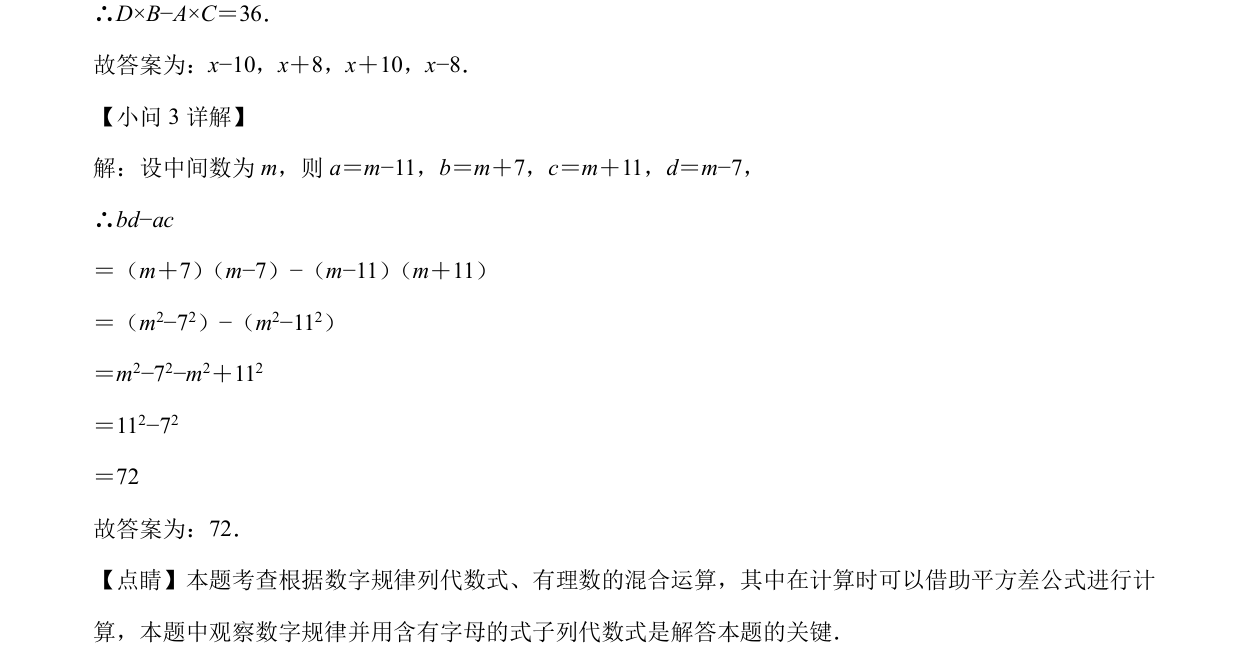 ∴D×B−A×C＝36．
故答案为：x−10，x＋8，x＋10，x−8．
【小问 3 详解】
解：设中间数为 m，则 a＝m−11，b＝m＋7，c＝m＋11，d＝m−7，
∴bd−ac
＝（m＋7）（m−7）−（m−11）（m＋11）
＝（m²−7²）−（m²−11²）
＝m²−7²−m²＋11²
＝11²−7²
＝72
故答案为：72．
【点睛】本题考查根据数字规律列代数式、有理数的混合运算，其中在计算时可以借助平方差公式进行计
算，本题中观察数字规律并用含有字母的式子列代数式是解答本题的关键．